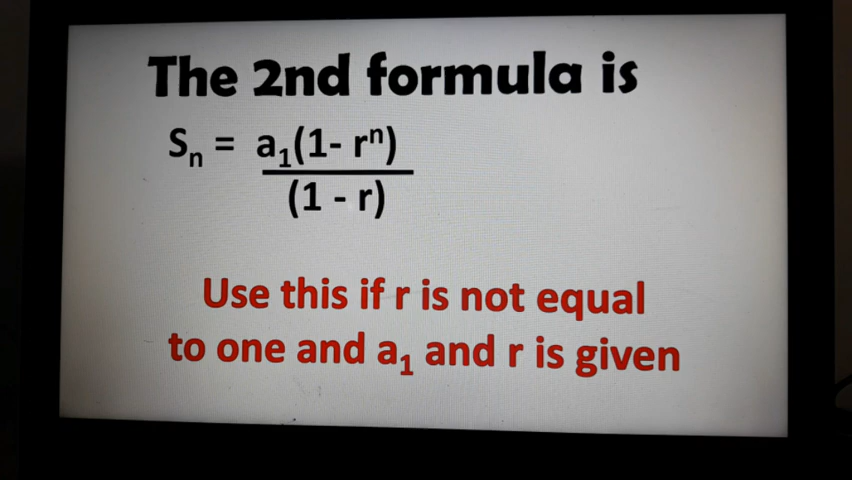 The 2nd formula is
Sₙ = a₁(1- rⁿ)
(1 - r)
Use this if r is not equal
to one and a₁ and r is given